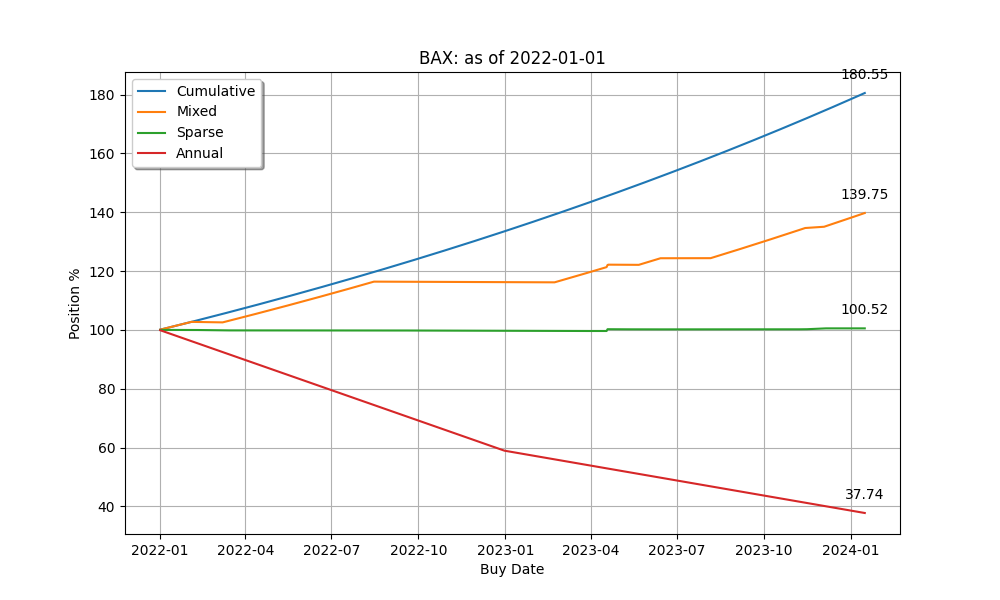 BAX: as of 2022-01-01
Cumulative
Mixed
Sparse
Annual
180.55
139.75
100.52
37.74
Position %
180
160
140
120
100
80
60
40
2022-01 2022-04 2022-07 2022-10 2023-01 2023-04 2023-07 2023-10 2024-01
Buy Date